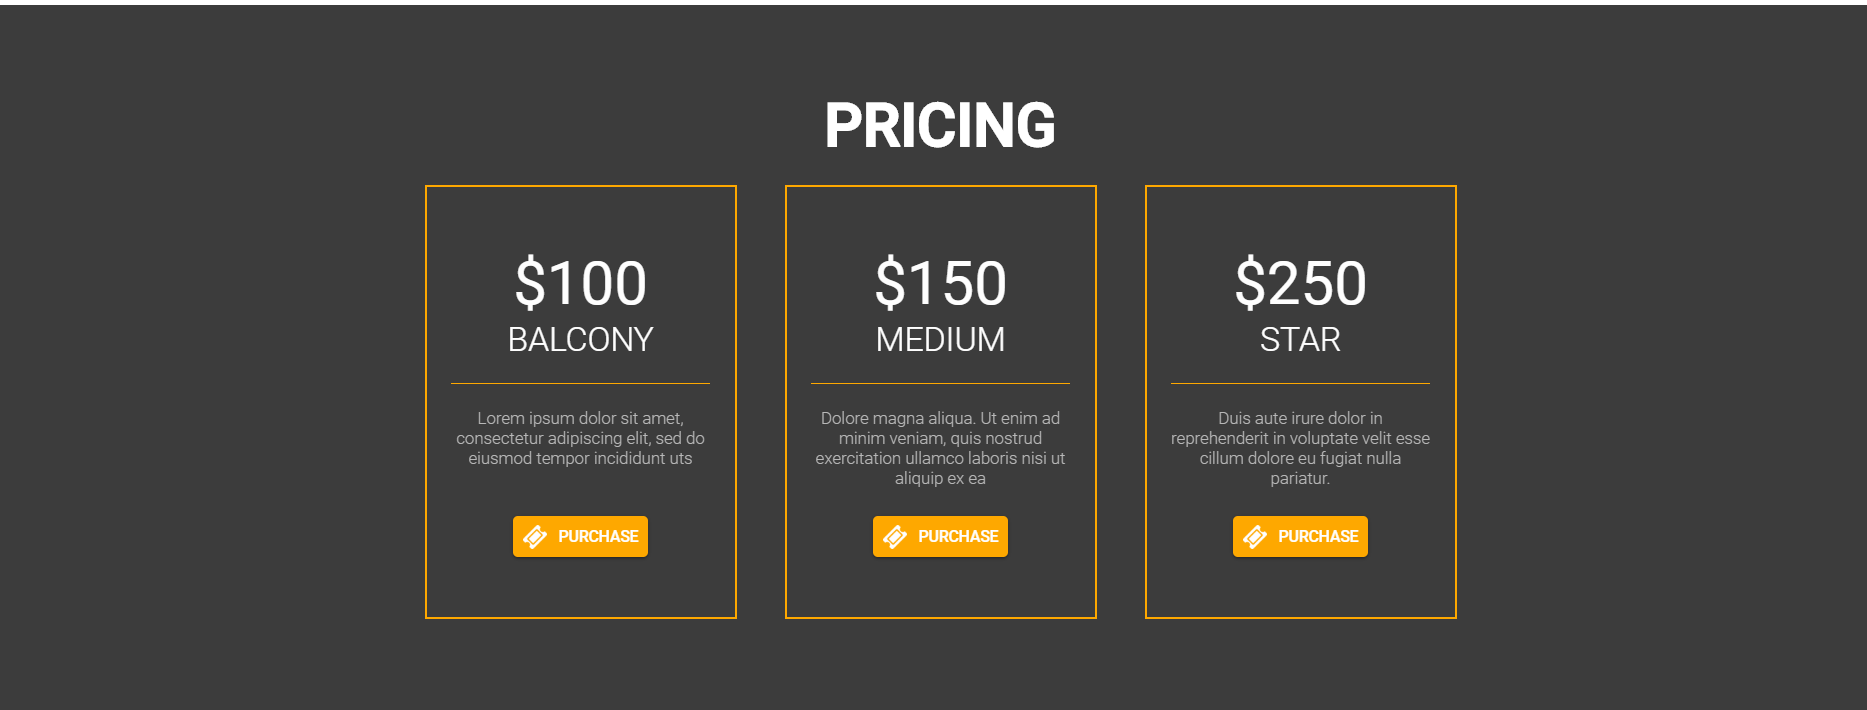 PRICING
$100
BALCONY
Lorem ipsum dolor sit amet,
consectetur adipiscing elit, sed do
eiusmod tempor incididunt uts
PURCHASE
$150
MEDIUM
Dolore magna aliqua. Ut enim ad
minim veniam, quis nostrud
exercitation ullamco laboris nisi ut
aliquip ex ea
PURCHASE
$250
STAR
Duis aute irure dolor in
reprehenderit in voluptate velit esse
cillum dolore eu fugiat nulla
pariatur.
PURCHASE